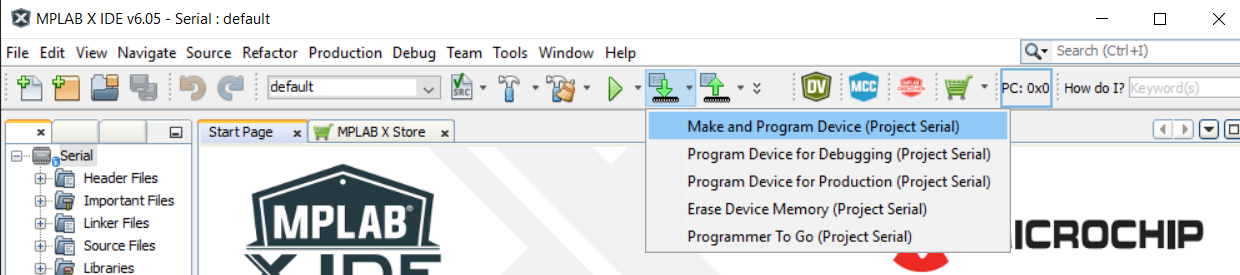 MPLAB X IDE v6.05 - Serial : default
File Edit View Navigate Source Refactor Production Debug Team Tools Window Help
Search (Ctrl+I)
default
SRC
DV
MCC
PC: 0x0
How do I?
Keyword(s)
Start Page
MPLAB X Store
Make and Program Device (Project Serial)
Program Device for Debugging (Project Serial)
Program Device for Production (Project Serial)
Erase Device Memory (Project Serial)
Programmer To Go (Project Serial)
Serial
Header Files
Important Files
Linker Files
Source Files
Libraries
MPLAB®
X IDE
ICROCHIP